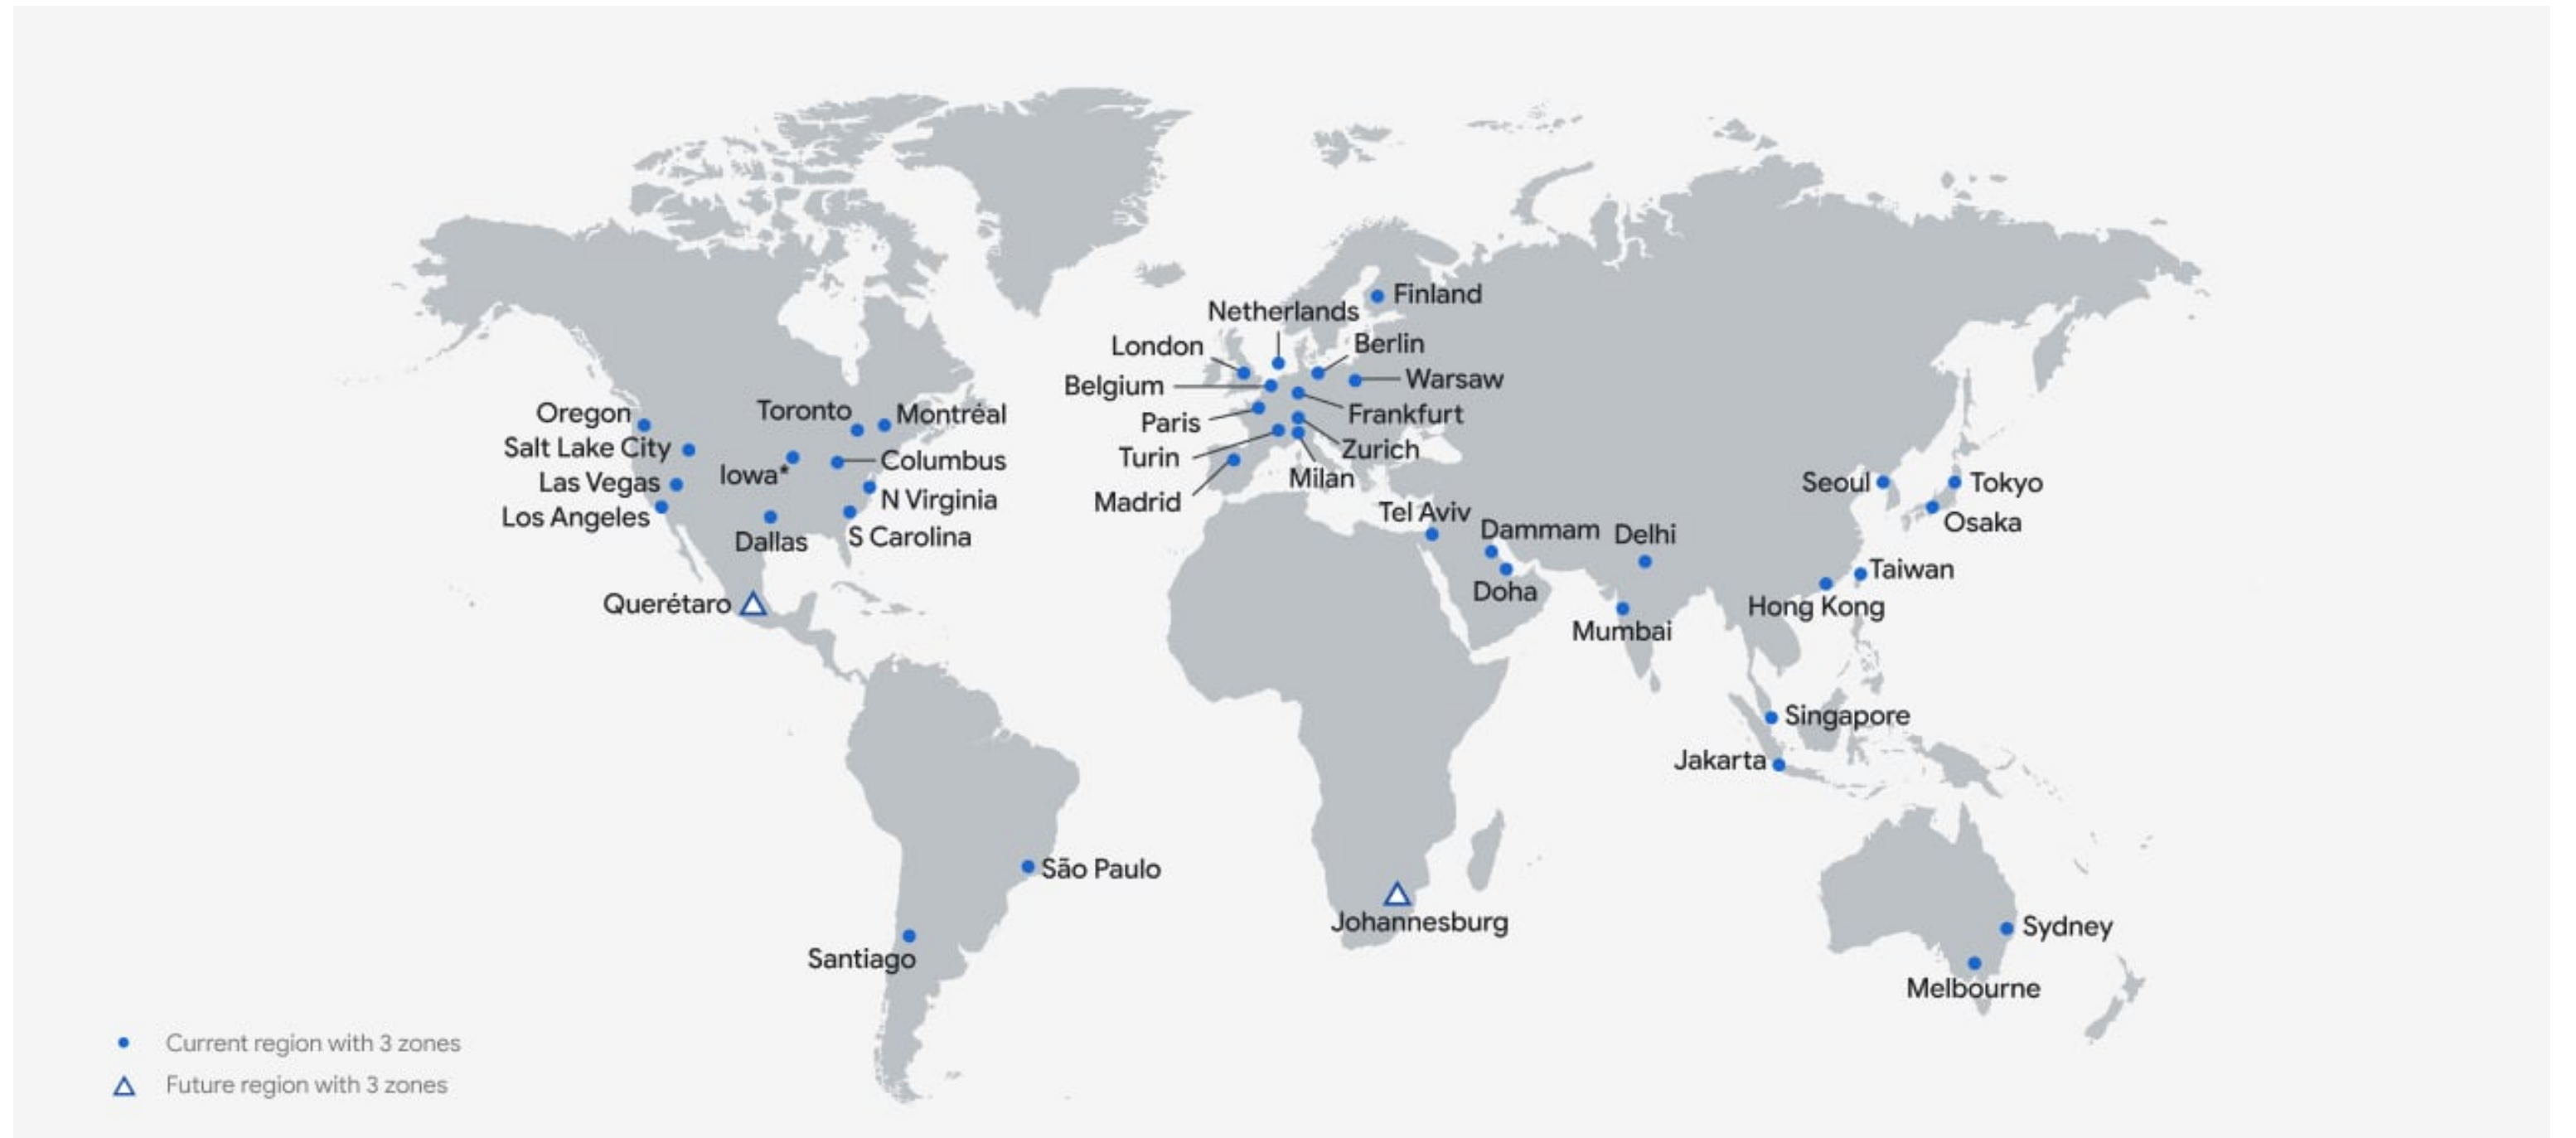 Finland
Netherlands
London
Berlin
Belgium
Warsaw
Oregon
Toronto
Montréal
Paris
Frankfurt
Salt Lake City
Turin
Zurich
Iowa*
Columbus
Las Vegas
Milan
Seoul
Tokyo
Madrid
N Virginia
Los Angeles
Tel Aviv
Osaka
Dallas
S Carolina
Dammam
Delhi
Taiwan
Doha
Querétaro
Hong Kong
Mumbai
Singapore
Jakarta
São Paulo
Johannesburg
Sydney
Santiago
Melbourne
Current region with 3 zones
Future region with 3 zones